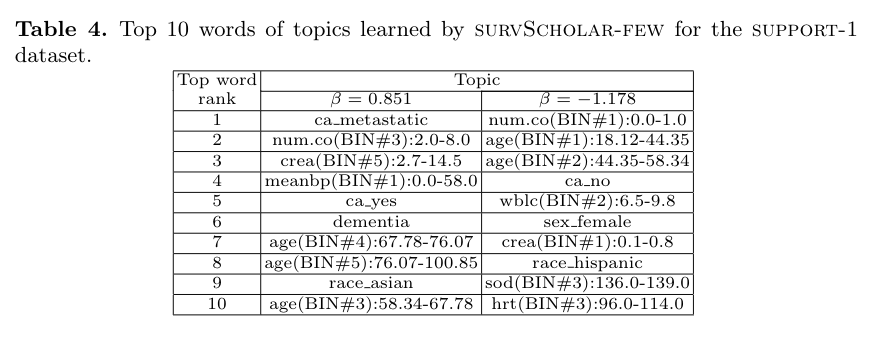 Table 4. Top 10 words of topics learned by SURVSCHOLAR-FEW for the SUPPORT-1
dataset.
Top word Topic
rank β = 0.851 β = −1.178
1 ca_metastatic num.co(BIN#1):0.0-1.0
2 num.co(BIN#3):2.0-8.0 age(BIN#1):18.12-44.35
3 crea(BIN#5):2.7-14.5 age(BIN#2):44.35-58.34
4 meanbp(BIN#1):0.0-58.0 ca_no
5 ca_yes wblc(BIN#2):6.5-9.8
6 dementia sex_female
7 age(BIN#4):67.78-76.07 crea(BIN#1):0.1-0.8
8 age(BIN#5):76.07-100.85 race_hispanic
9 race_asian sod(BIN#3):136.0-139.0
10 age(BIN#3):58.34-67.78 hrt(BIN#3):96.0-114.0